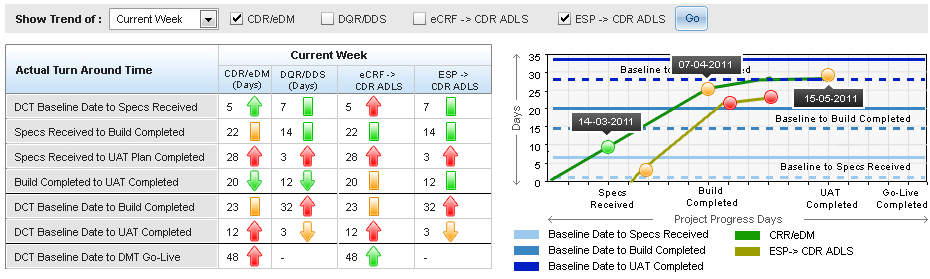 Show Trend of : Current Week CDR/eDM DQR/DDS eCRF -> CDR ADLS ESP -> CDR ADLS Go
Actual Turn Around Time
Current Week
CDR/eDM (Days) DQR/DDS (Days) eCRF -> CDR ADLS ESP -> CDR ADLS
DCT Baseline Date to Specs Received 5 7 5 7
Specs Received to Build Completed 22 14 22 14
Specs Received to UAT Plan Completed 28 3 28 3
Build Completed to UAT Completed 20 12 20 12
DCT Baseline Date to Build Completed 23 32 23 32
DCT Baseline Date to UAT Completed 12 3 12 3
DCT Baseline Date to DMT Go-Live 48 - 48 -
Days
35
30
25
20
15
10
35
0
Baseline to ed
07-04-2011
15-05-2011
Baseline to Build Completed
14-03-2011
Baseline to Specs Received
Specs Received
Build Completed
UAT Completed
Go-Live Completed
Project Progress Days
Baseline Date to Specs Received
Baseline Date to Build Completed
Baseline Date to UAT Completed
CRR/eDM
ESP-> CDR ADLS